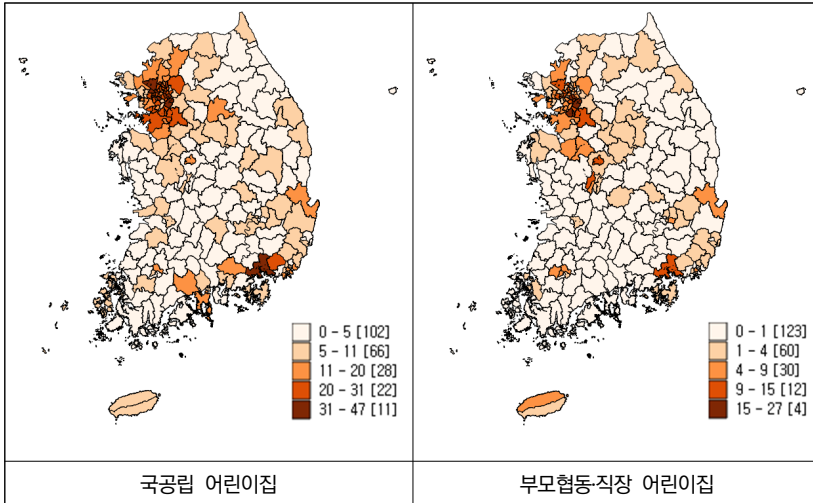 0 – 5 [102]
5 – 11 [66]
11 – 20 [28]
20 – 31 [22]
31 – 47 [11]
0 – 1 [123]
1 – 4 [60]
4 – 9 [30]
9 – 15 [12]
15 – 27 [4]
국공립 어린이집
부모협동·직장 어린이집